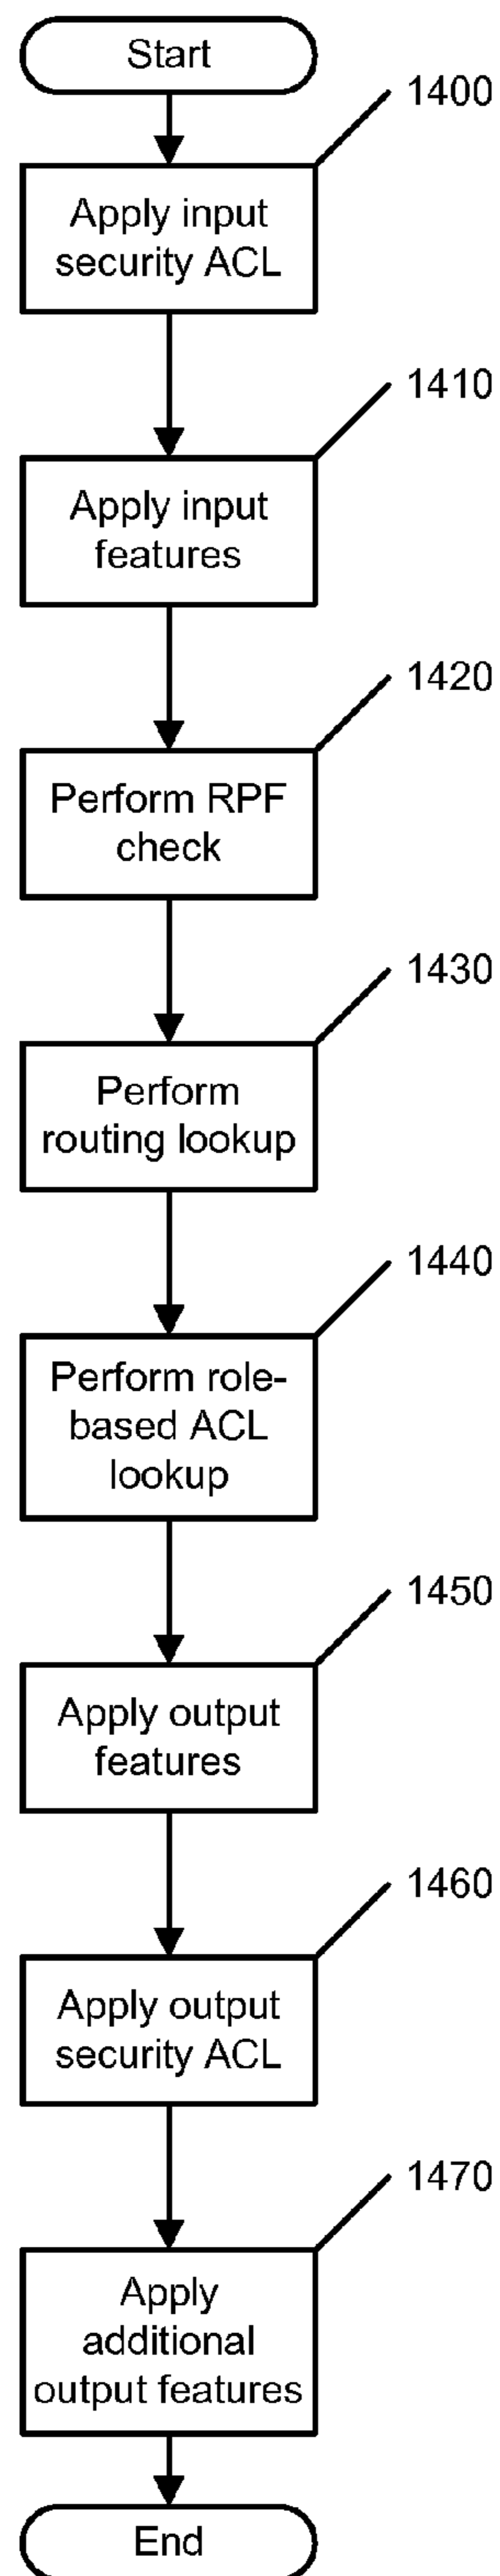 Start
1400
Apply input
security ACL
1410
Apply input
features
1420
Perform RPF
check
1430
Perform
routing lookup
1440
Perform role-
based ACL
lookup
1450
Apply output
features
1460
Apply output
security ACL
1470
Apply
additional
output features
End